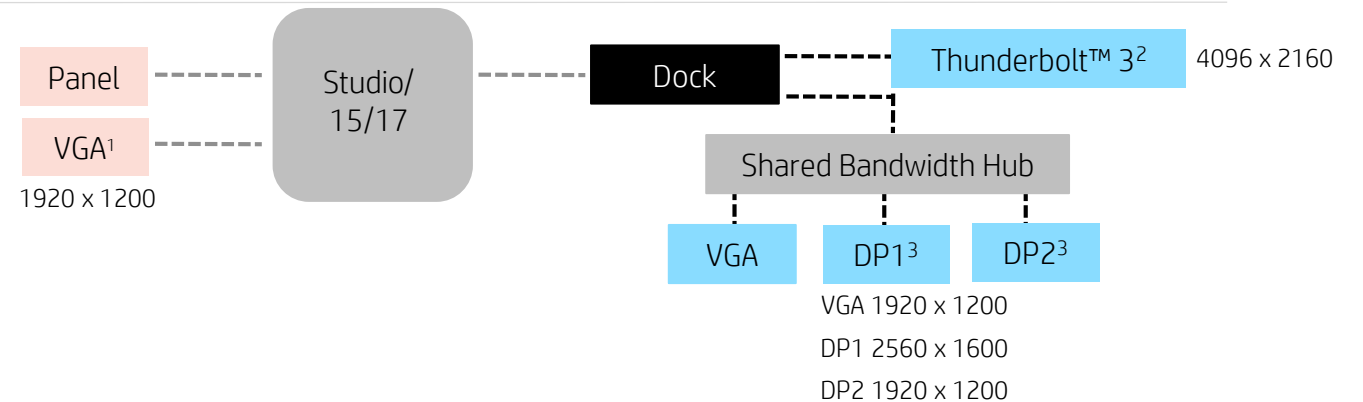 Panel
VGA¹
1920 x 1200
Studio/
15/17
Dock
Thunderbolt™ 3²
4096 x 2160
Shared Bandwidth Hub
VGA
DP1³
DP2³
VGA 1920 x 1200
DP1 2560 x 1600
DP2 1920 x 1200